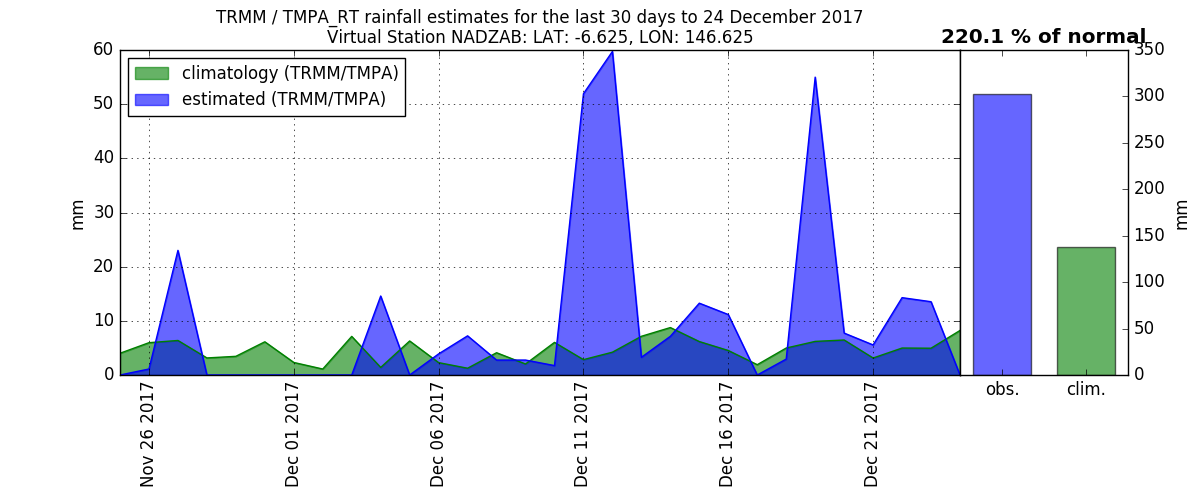 TRMM / TMPA_RT rainfall estimates for the last 30 days to 24 December 2017
Virtual Station NADZAB: LAT: -6.625, LON: 146.625
220.1 % of normal
climatology (TRMM/TMPA)
estimated (TRMM/TMPA)
60
50
40
30
20
10
0
mm
Nov 26 2017
Dec 01 2017
Dec 06 2017
Dec 11 2017
Dec 16 2017
Dec 21 2017
350
300
250
200
150
100
50
0
mm
obs.
clim.